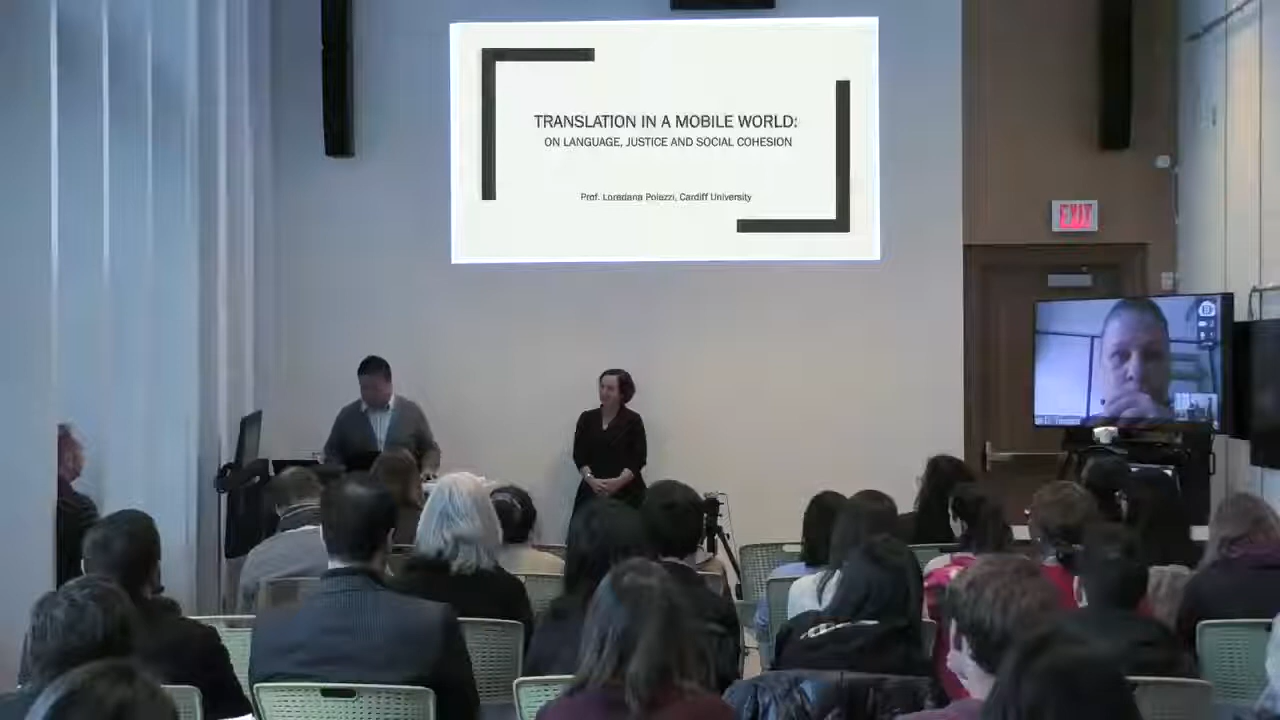 TRANSLATION IN A MOBILE WORLD:
ON LANGUAGE, JUSTICE AND SOCIAL COHESION
Prof. Loredana Polezzi, Cardiff University
EXIT